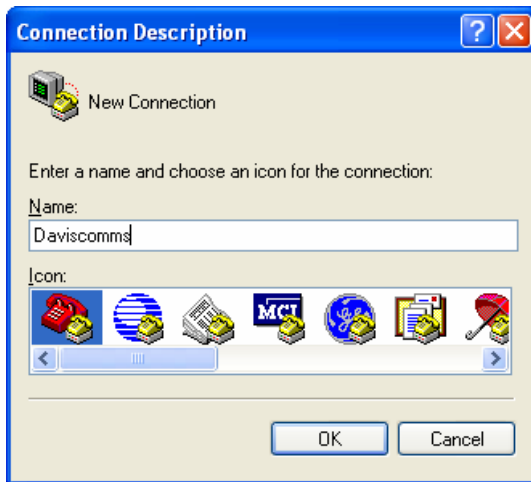 Connection Description
New Connection
Enter a name and choose an icon for the connection:
Name:
Daviscomms
Icon:
MCI
OK
Cancel